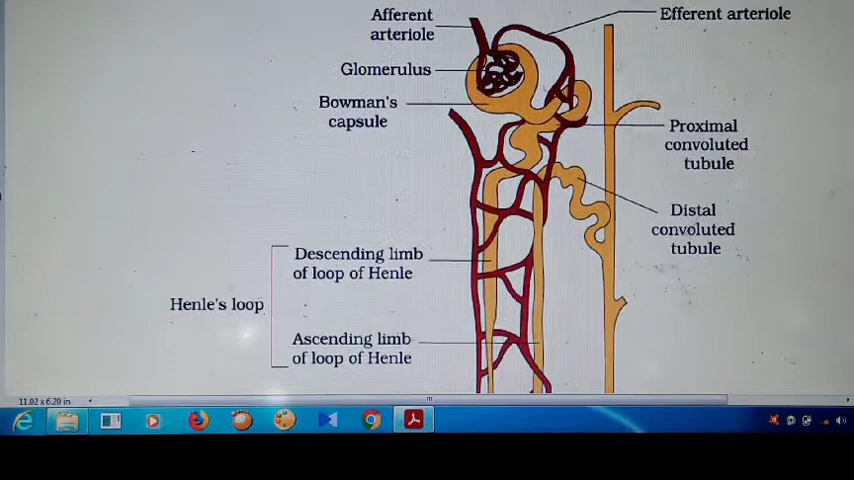 Afferent
arteriole
Efferent arteriole
Glomerulus
Bowman's
capsule
Proximal
convoluted
tubule
Distal
convoluted
tubule
Descending limb
of loop of Henle
Henle's loop
Ascending limb
of loop of Henle
11.02 x 6.20 in